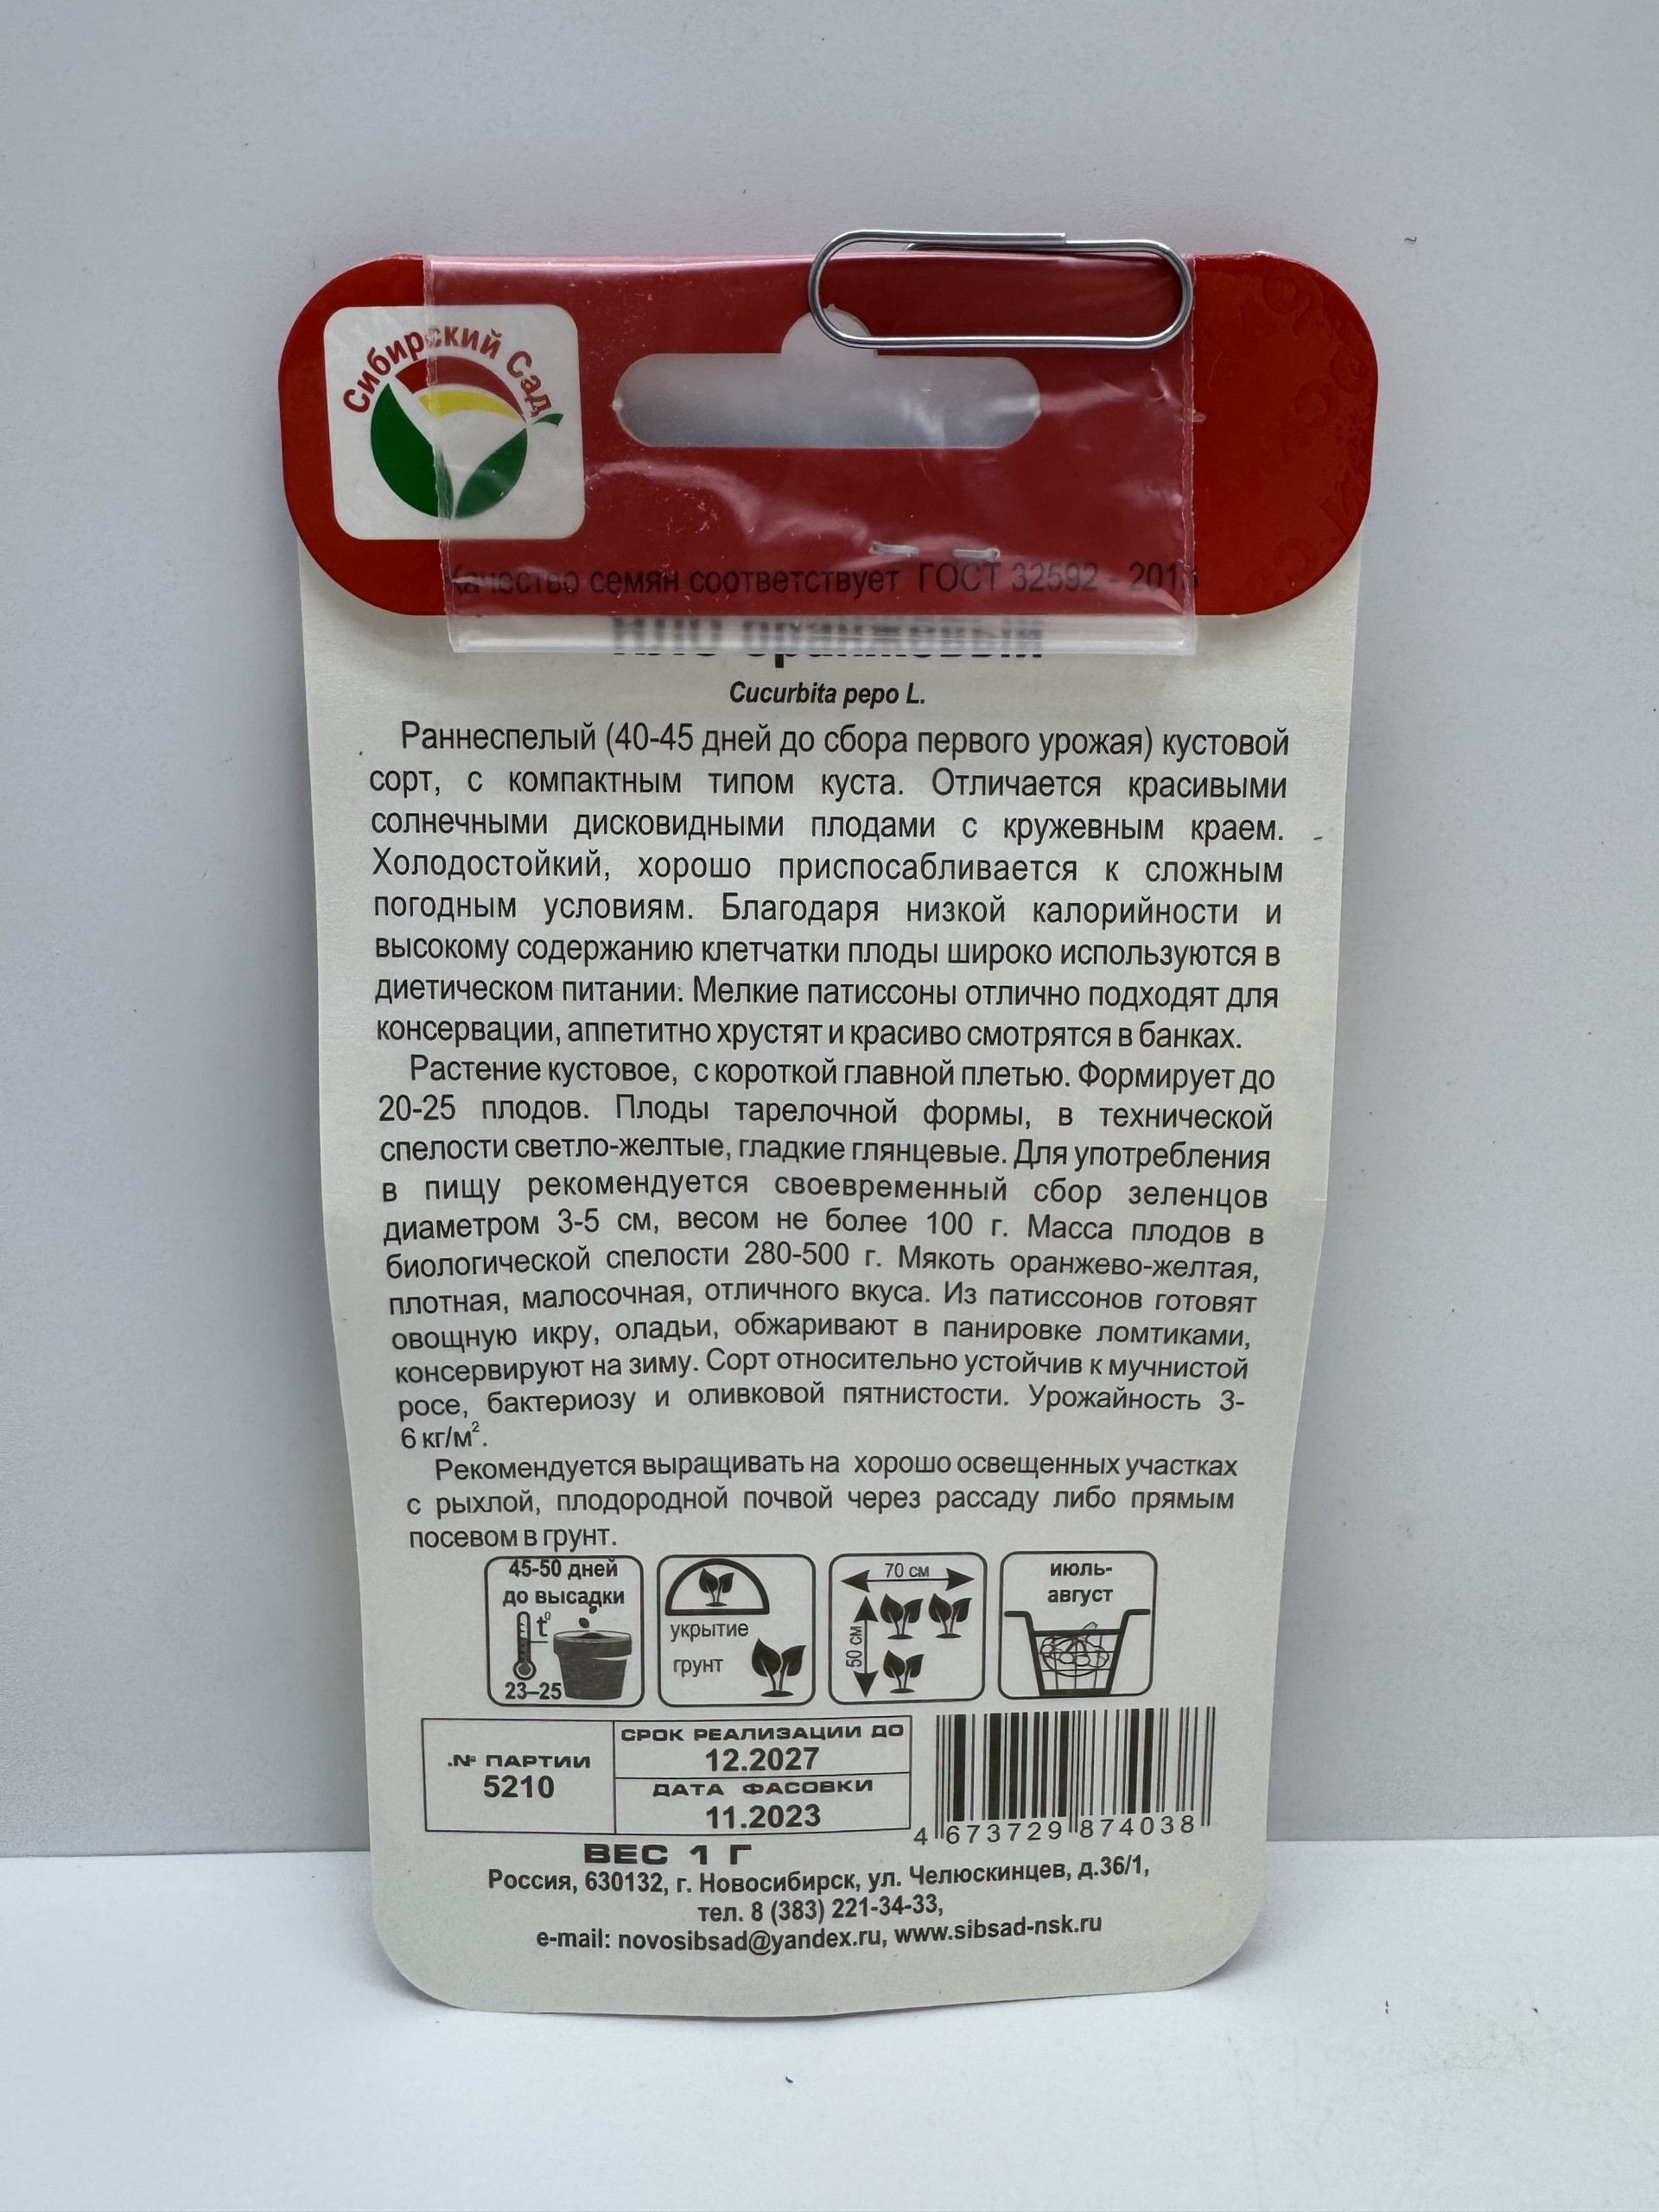 Сибирский Сад
Качество семян соответствует ГОСТ 32592 - 2013
НЛО оранжевый
Cucurbita pepo L.
Раннеспелый (40-45 дней до сбора первого урожая) кустовой
сорт, с компактным типом куста. Отличается красивыми
солнечными дисковидными плодами с кружевным краем.
Холодостойкий, хорошо приспосабливается к сложным
погодным условиям. Благодаря низкой калорийности и
высокому содержанию клетчатки плоды широко используются в
диетическом питании. Мелкие патиссоны отлично подходят для
консервации, аппетитно хрустят и красиво смотрятся в банках.
Растение кустовое, с короткой главной плетью. Формирует до
20-25 плодов. Плоды тарелочной формы, в технической
спелости светло-желтые, гладкие глянцевые. Для употребления
в пищу рекомендуется своевременный сбор зеленцов
диаметром 3-5 см, весом не более 100 г. Масса плодов в
биологической спелости 280-500 г. Мякоть оранжево-желтая,
плотная, малосочная, отличного вкуса. Из патиссонов готовят
овощную икру, оладьи, обжаривают в панировке ломтиками,
консервируют на зиму. Сорт относительно устойчив к мучнистой
росе, бактериозу и оливковой пятнистости. Урожайность 3-
6 кг/м².
Рекомендуется выращивать на хорошо освещенных участках
с рыхлой, плодородной почвой через рассаду либо прямым
посевом в грунт.
45-50 дней
до высадки
t°
23–25
укрытие
грунт
70 см
50 см
июль-
август
№ ПАРТИИ
5210
СРОК РЕАЛИЗАЦИИ ДО
12.2027
ДАТА ФАСОВКИ
11.2023
4 673729 874038
ВЕС 1 Г
Россия, 630132, г. Новосибирск, ул. Челюскинцев, д.36/1,
тел. 8 (383) 221-34-33,
e-mail: novosibsad@yandex.ru, www.sibsad-nsk.ru